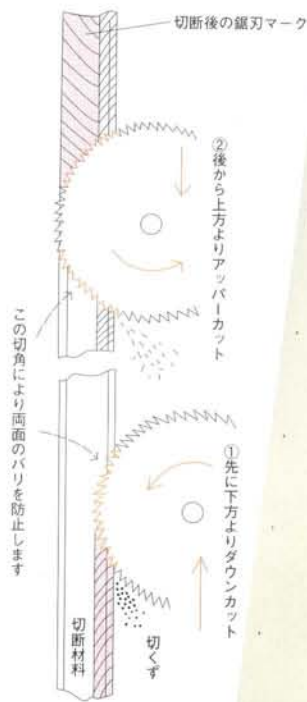 切断後の鋸刃マーク
②後から上方よりアッパーカット
この切角により両面のバリを防止します
①先に下方よりダウンカット
切断材料
切くず